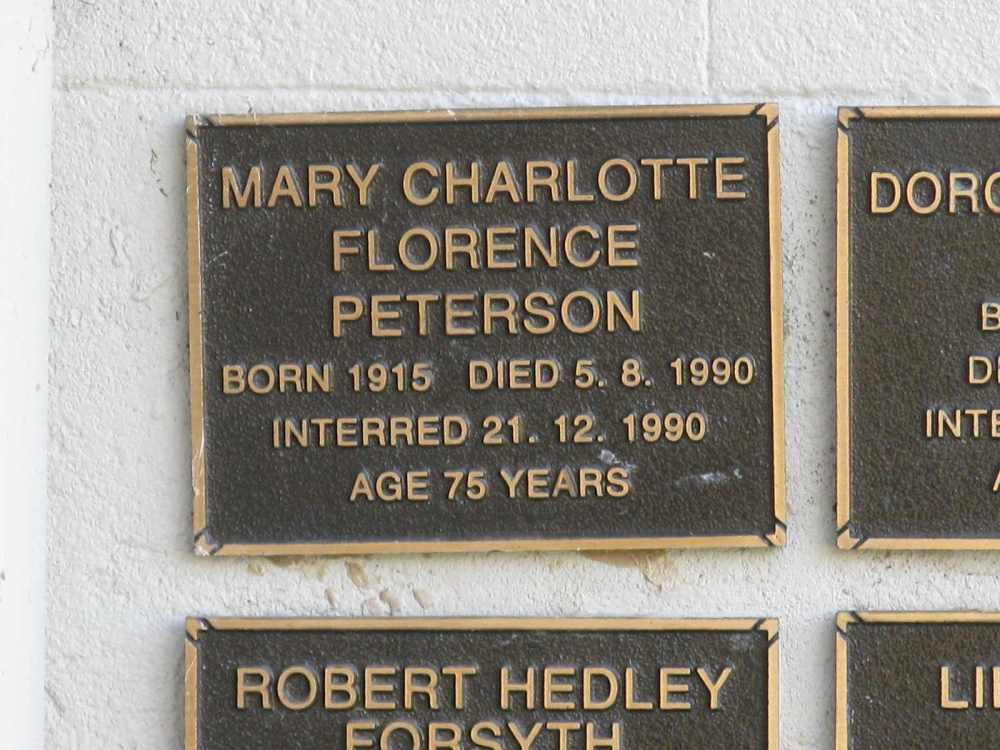 MARY CHARLOTTE
FLORENCE
PETERSON
BORN 1915 DIED 5. 8. 1990
INTERRED 21. 12. 1990
AGE 75 YEARS
ROBERT HEDLEY
FORSYTH